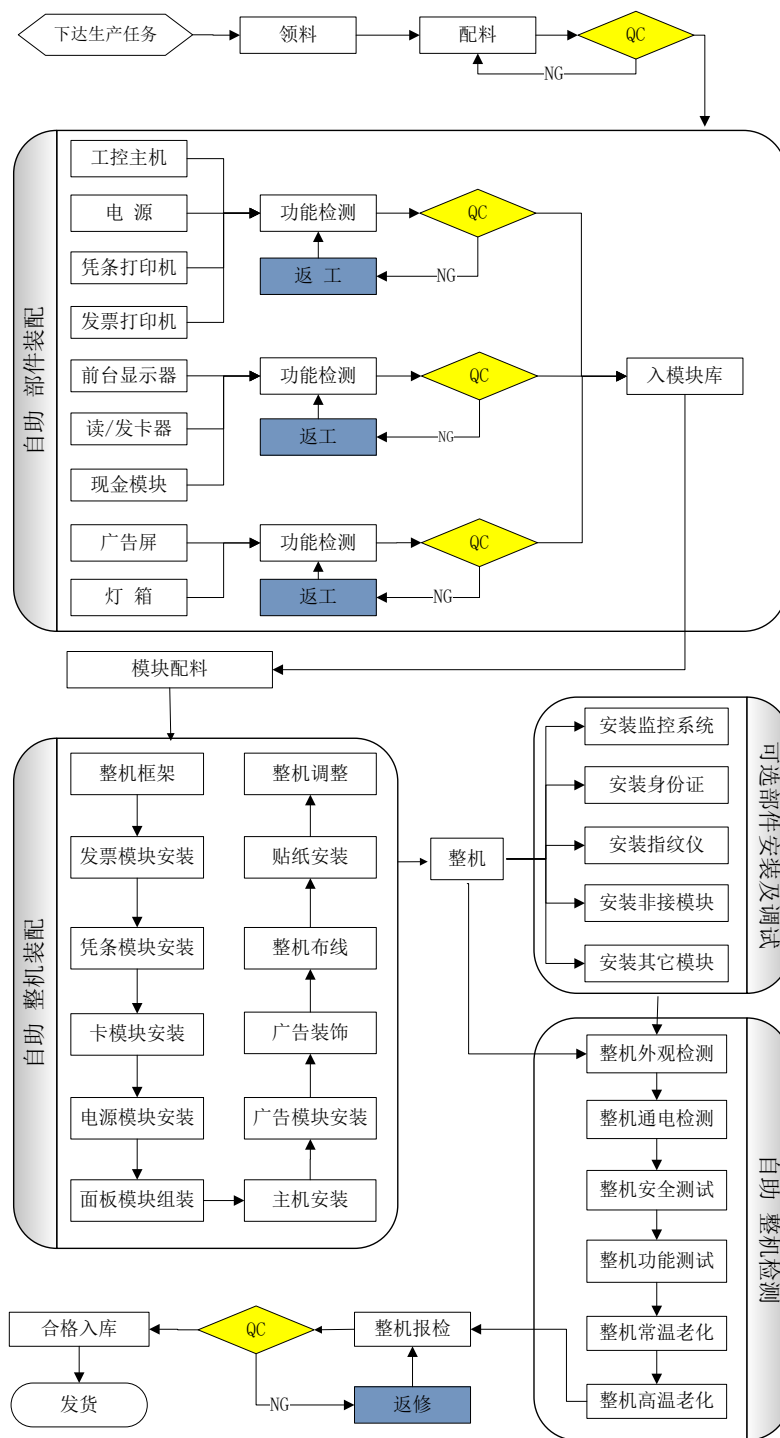 下达生产任务
领料
配料
QC
NG
自助 部件装配
工控主机
电 源
凭条打印机
发票打印机
功能检测
QC
返 工
NG
前台显示器
读/发卡器
现金模块
功能检测
QC
返工
NG
入模块库
广告屏
灯 箱
功能检测
QC
返工
NG
模块配料
自助 整机装配
整机框架
发票模块安装
凭条模块安装
卡模块安装
电源模块安装
面板模块组装
主机安装
广告模块安装
广告装饰
整机布线
贴纸安装
整机调整
整机
可选部件安装及调试
安装监控系统
安装身份证
安装指纹仪
安装非接模块
安装其它模块
自助 整机检测
整机外观检测
整机通电检测
整机安全测试
整机功能测试
整机常温老化
整机高温老化
整机报检
QC
NG
返修
合格入库
发货